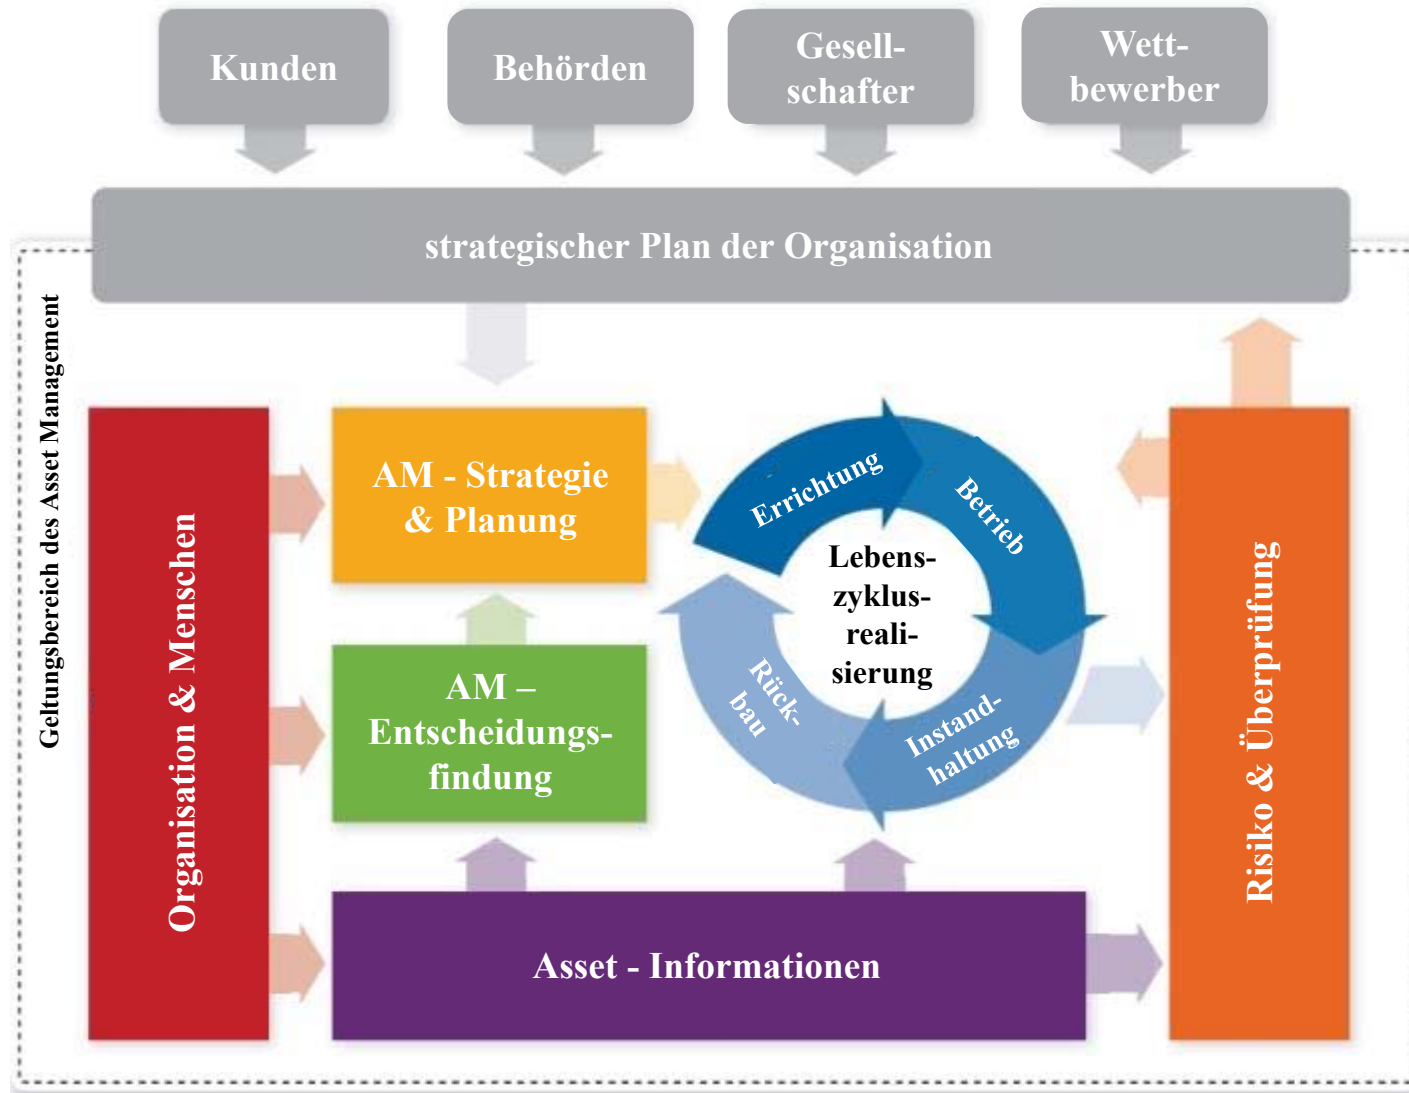 Kunden
Behörden
Gesell-
schafter
Wett-
bewerber
strategischer Plan der Organisation
Geltungsbereich des Asset Management
Organisation & Menschen
AM - Strategie
& Planung
AM –
Entscheidungs-
findung
Errichtung
Betrieb
Instand-
haltung
Rück-
bau
Lebens-
zyklus-
reali-
sierung
Risiko & Überprüfung
Asset - Informationen